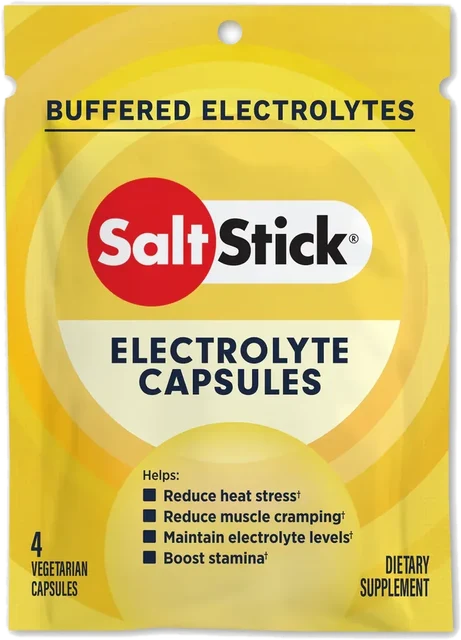 BUFFERED ELECTROLYTES
SaltStick®
ELECTROLYTE
CAPSULES
Helps:
Reduce heat stress†
Reduce muscle cramping†
Maintain electrolyte levels†
Boost stamina†
4
VEGETARIAN
CAPSULES
DIETARY
SUPPLEMENT